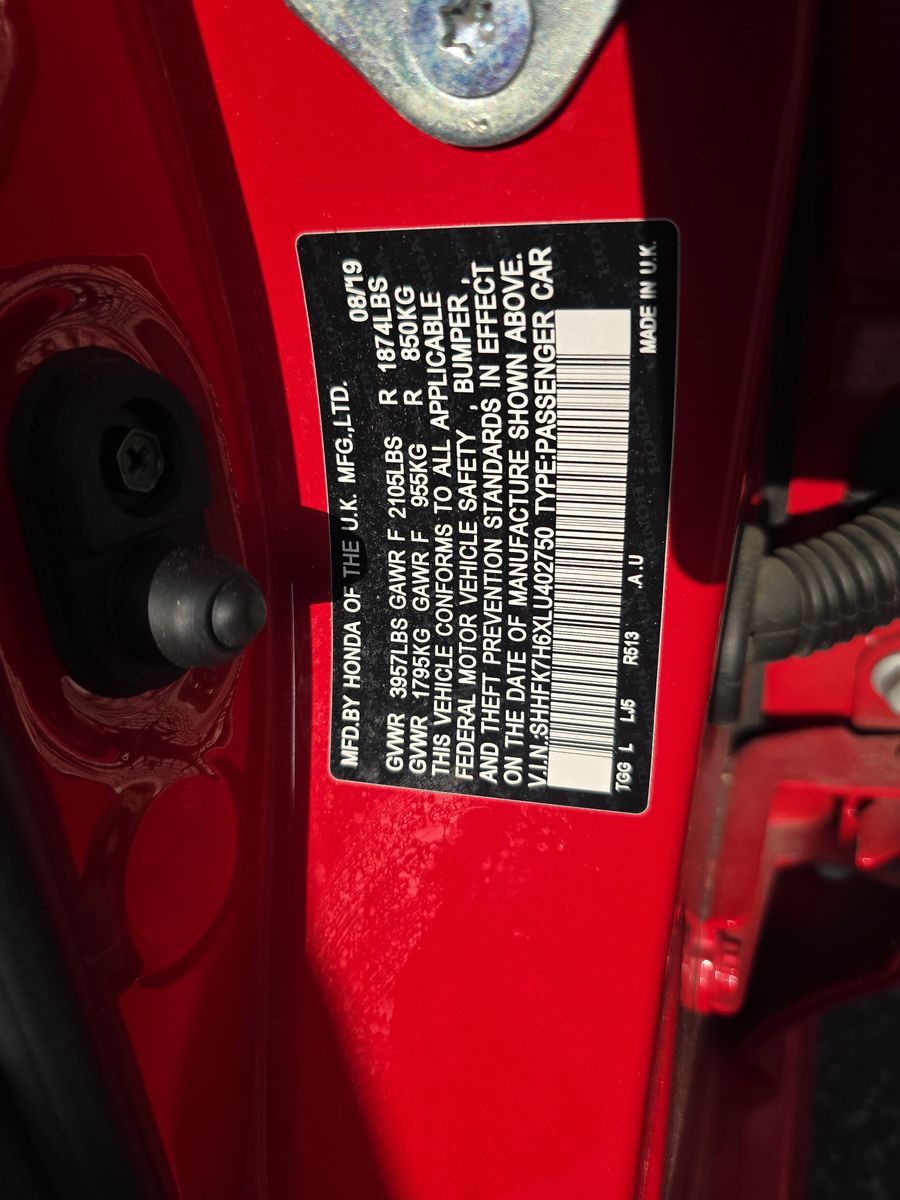 MFD.BY HONDA OF THE U.K. MFG.,LTD. 08/19
GVWR 3957LBS GAWR F 2105LBS R 1874LBS
GVWR 1795KG GAWR F 955KG R 850KG
THIS VEHICLE CONFORMS TO ALL APPLICABLE
FEDERAL MOTOR VEHICLE SAFETY , BUMPER ,
AND THEFT PREVENTION STANDARDS IN EFFECT
ON THE DATE OF MANUFACTURE SHOWN ABOVE.
V.I.N.:SHHFK7H6XLU402750 TYPE:PASSENGER CAR
TGG L LJ5 R513 .A.U MADE IN U.K.